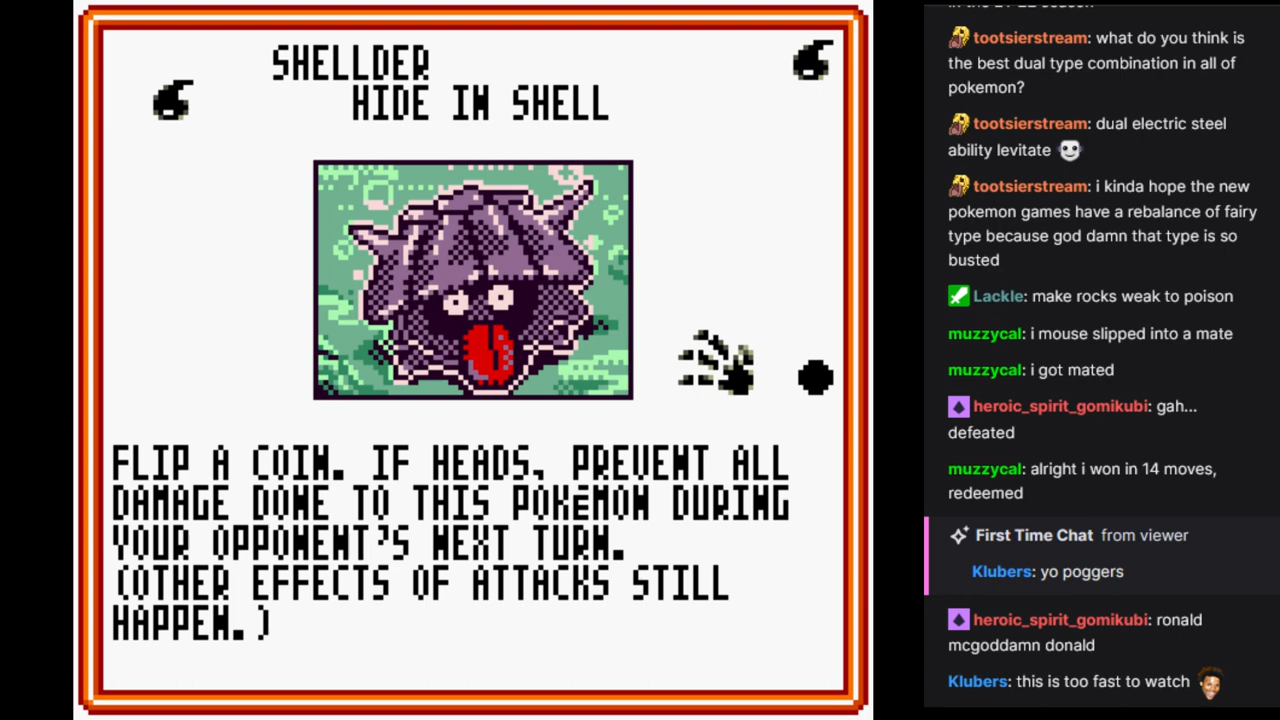 SHELLDER
HIDE IN SHELL
FLIP A COIN. IF HEADS, PREVENT ALL
DAMAGE DONE TO THIS POKéMON DURING
YOUR OPPONENT'S NEXT TURN.
(OTHER EFFECTS OF ATTACKS STILL
HAPPEN.)
tootsierstream: what do you think is
the best dual type combination in all of
pokemon?
tootsierstream: dual electric steel
ability levitate
tootsierstream: i kinda hope the new
pokemon games have a rebalance of fairy
type because god damn that type is so
busted
Lackle: make rocks weak to poison
muzzycal: i mouse slipped into a mate
muzzycal: i got mated
heroic_spirit_gomikubi: gah...
defeated
muzzycal: alright i won in 14 moves,
redeemed
First Time Chat from viewer
Klubers: yo poggers
heroic_spirit_gomikubi: ronald
mcgoddamn donald
Klubers: this is too fast to watch